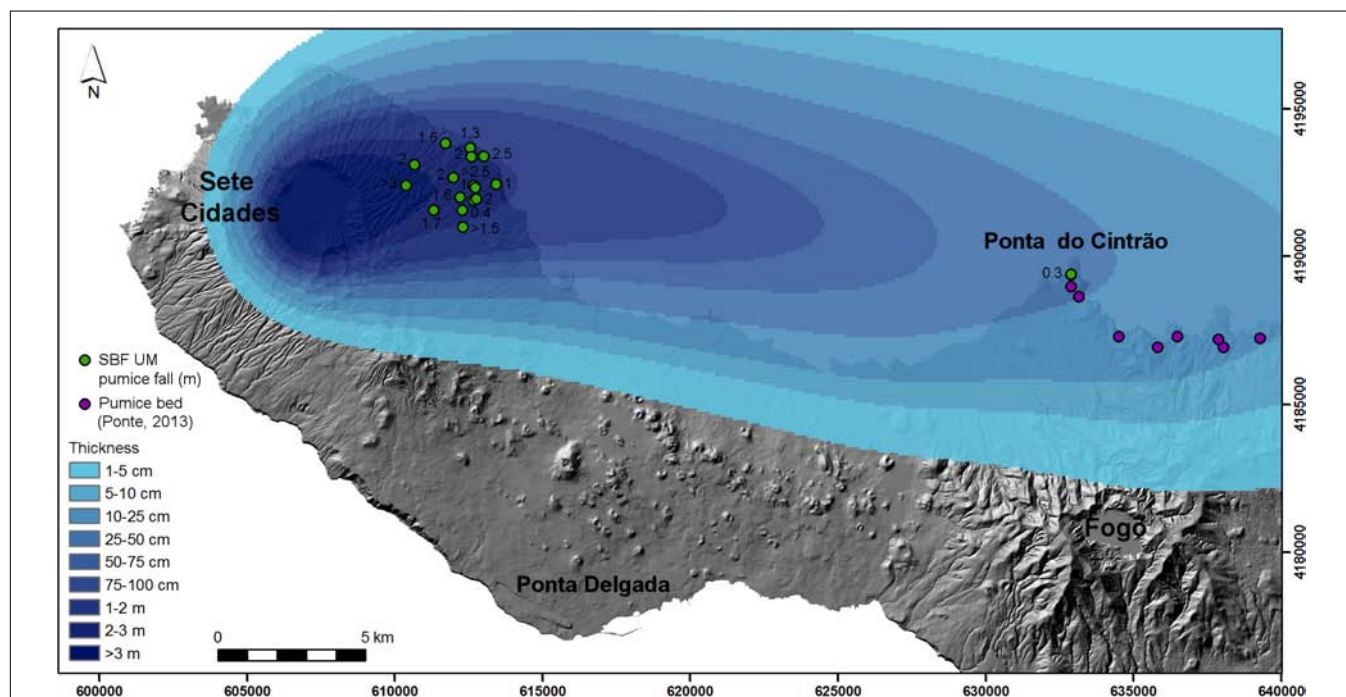 N
1.6
1.3
2
2
2.5
>3
2
>2.5
1
1.6
2
1.7
0.4
>1.5
Sete
Cidades
Ponta do Cintrão
0.3
SBF UM
pumice fall (m)
Pumice bed
(Ponte, 2013)
Thickness
1-5 cm
5-10 cm
10-25 cm
25-50 cm
50-75 cm
75-100 cm
1-2 m
2-3 m
>3 m
Fogo
Ponta Delgada
0
5 km
4195000
4190000
4185000
4180000
600000
605000
610000
615000
620000
625000
630000
635000
640000